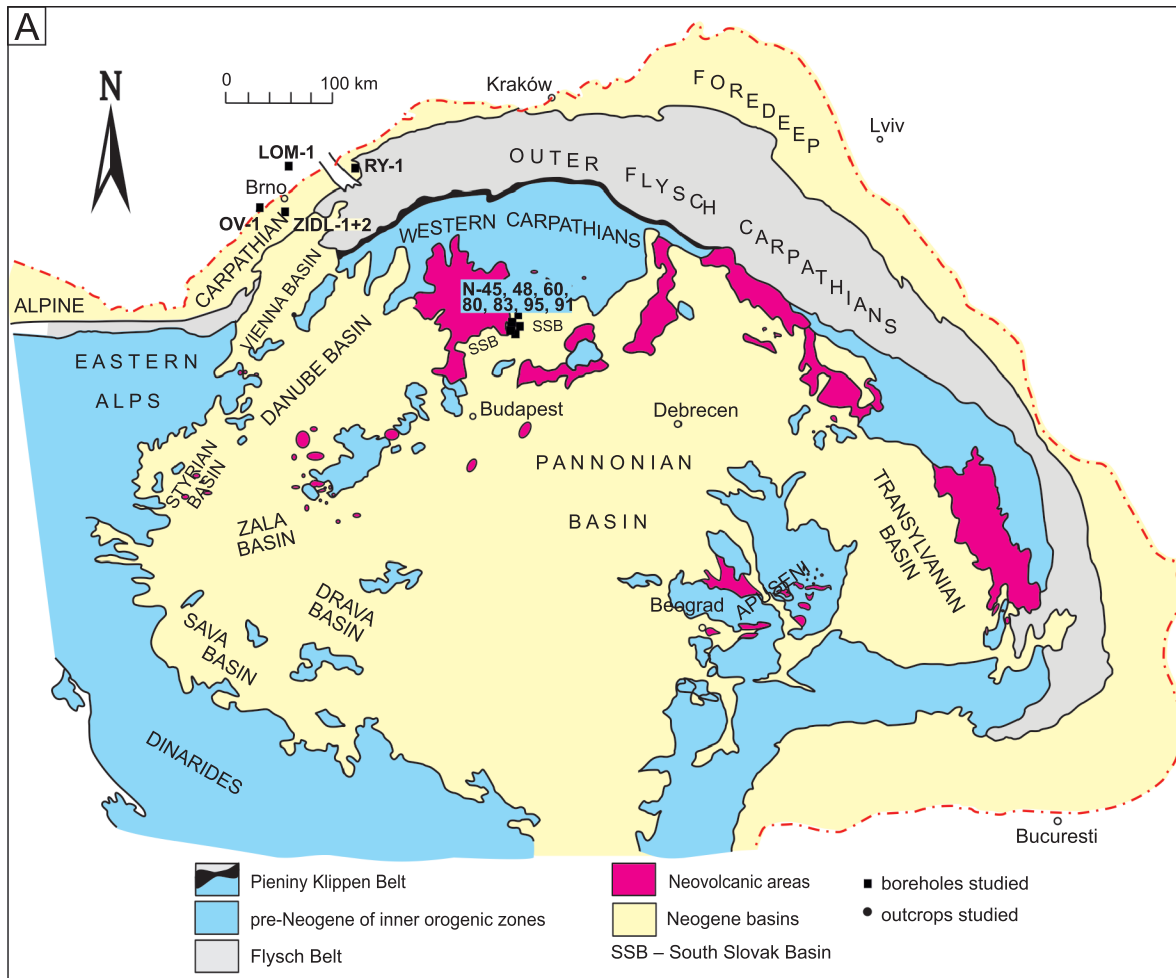 A
N
0 100 km
Kraków
FOREDEEP
Lviv
LOM-1
RY-1
Brno
OV-1
ZIDL-1+2
OUTER FLYSCH CARPATHIANS
WESTERN CARPATHIANS
CARPATHIAN
ALPINE
VIENNA BASIN
N-45, 48, 60,
80, 83, 95, 91
SSB
SSB
EASTERN
ALPS
DANUBE BASIN
Budapest
Debrecen
STYRIAN
BASIN
PANNONIAN
BASIN
ZALA
BASIN
TRANSYLVANIAN
BASIN
DRAVA
BASIN
APUSENI
Beograd
SAVA
BASIN
DINARIDES
Bucuresti
Pieniny Klippen Belt
pre-Neogene of inner orogenic zones
Flysch Belt
Neovolcanic areas
Neogene basins
SSB – South Slovak Basin
boreholes studied
outcrops studied